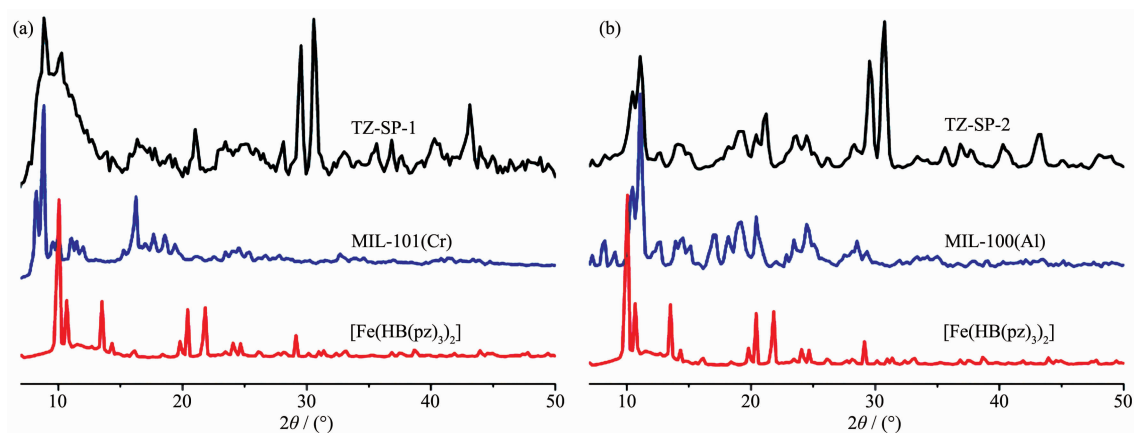 (a)
TZ-SP-1
MIL-101(Cr)
[Fe(HB(pz)₃)₂]
10 20 30 40 50
2θ / (°)
(b)
TZ-SP-2
MIL-100(Al)
[Fe(HB(pz)₃)₂]
10 20 30 40 50
2θ / (°)